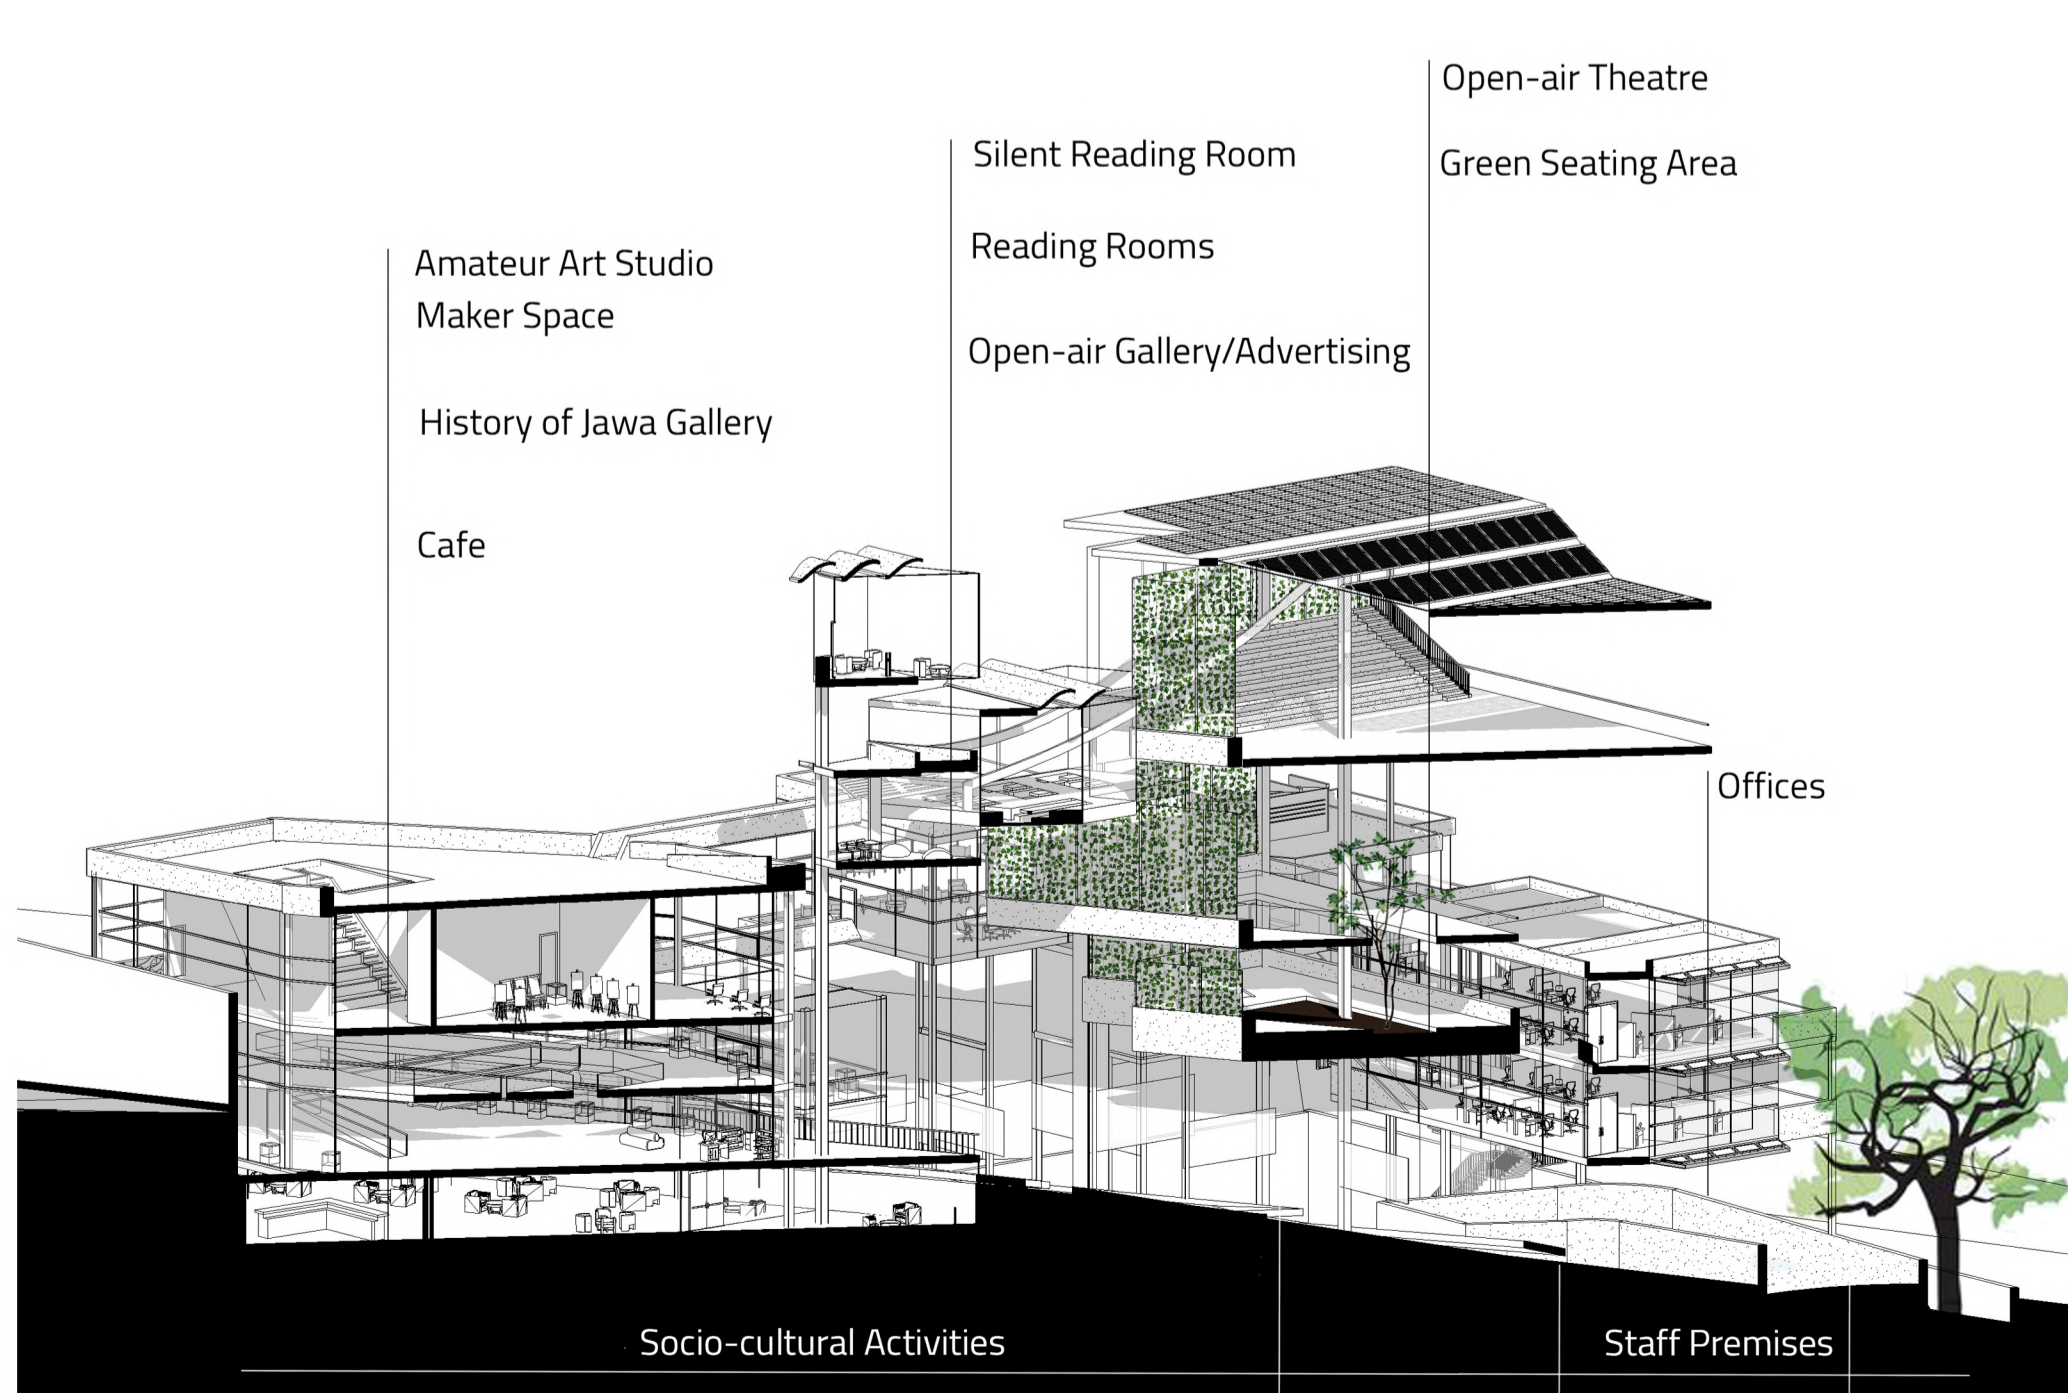 Open-air Theatre
Green Seating Area
Silent Reading Room
Reading Rooms
Open-air Gallery/Advertising
Amateur Art Studio
Maker Space
History of Jawa Gallery
Cafe
Offices
Socio-cultural Activities
Staff Premises